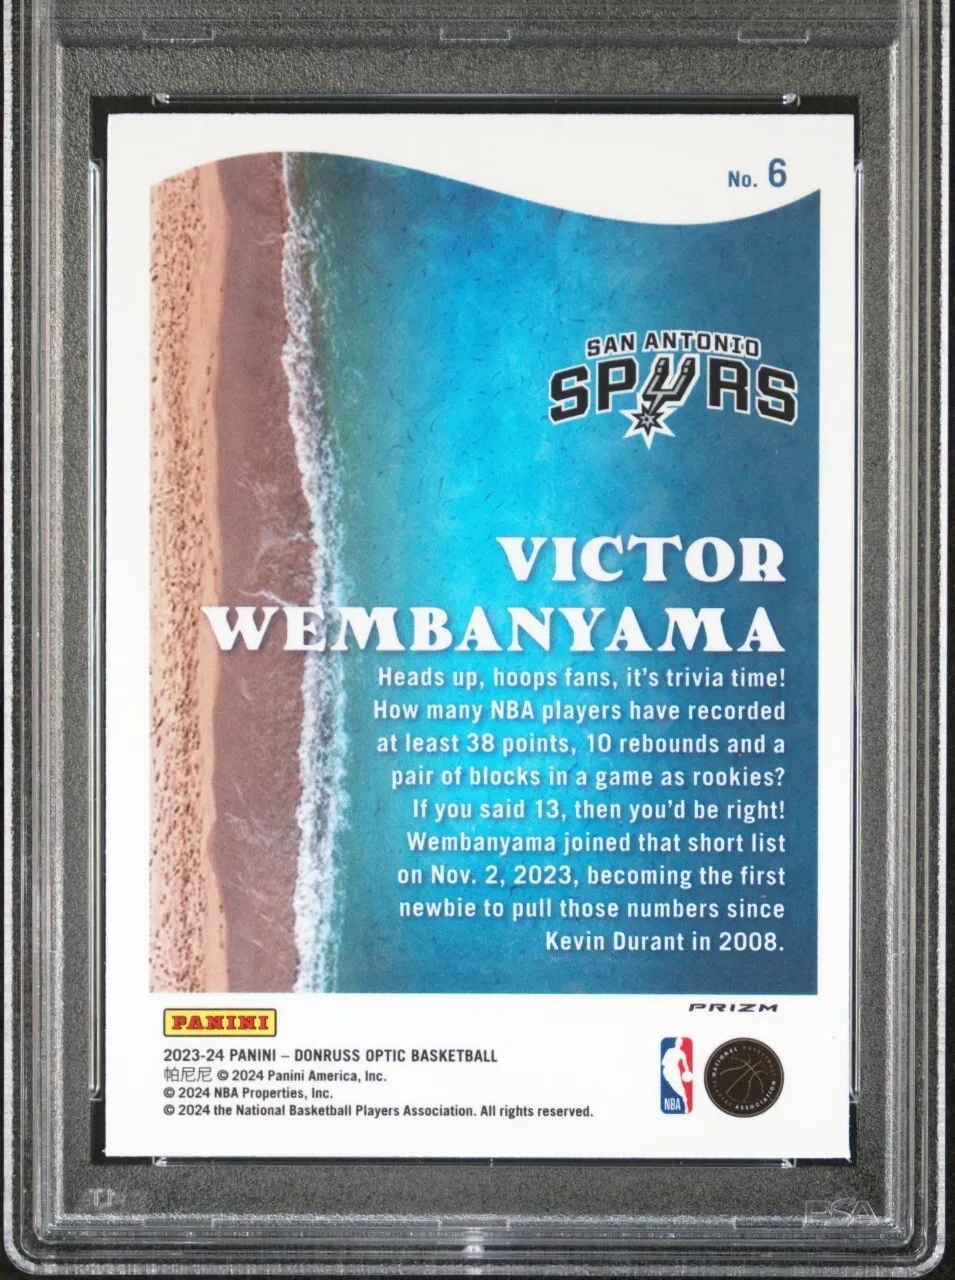 No. 6
SAN ANTONIO
SPURS
VICTOR
WEMBANYAMA
Heads up, hoops fans, it's trivia time!
How many NBA players have recorded
at least 38 points, 10 rebounds and a
pair of blocks in a game as rookies?
If you said 13, then you'd be right!
Wembanyama joined that short list
on Nov. 2, 2023, becoming the first
newbie to pull those numbers since
Kevin Durant in 2008.
PRIZM
PANINI
2023-24 PANINI – DONRUSS OPTIC BASKETBALL
帕尼尼 © 2024 Panini America, Inc.
© 2024 NBA Properties, Inc.
© 2024 the National Basketball Players Association. All rights reserved.
NBA
NATIONAL BASKETBALL PLAYERS ASSOCIATION
PSA